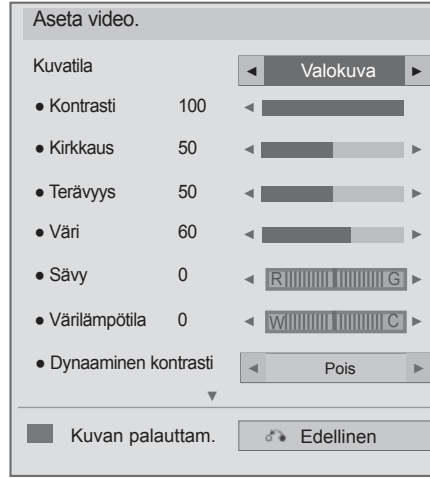 Aseta video.
Kuvatila ◄ Valokuva ►
● Kontrasti 100 ◄
● Kirkkaus 50 ◄ ►
● Terävyys 50 ◄ ►
● Väri 60 ◄ ►
● Sävy 0 ◄ R G ►
● Värilämpötila 0 ◄ W C ►
● Dynaaminen kontrasti ◄ Pois ►
▼
Kuvan palauttam. Edellinen